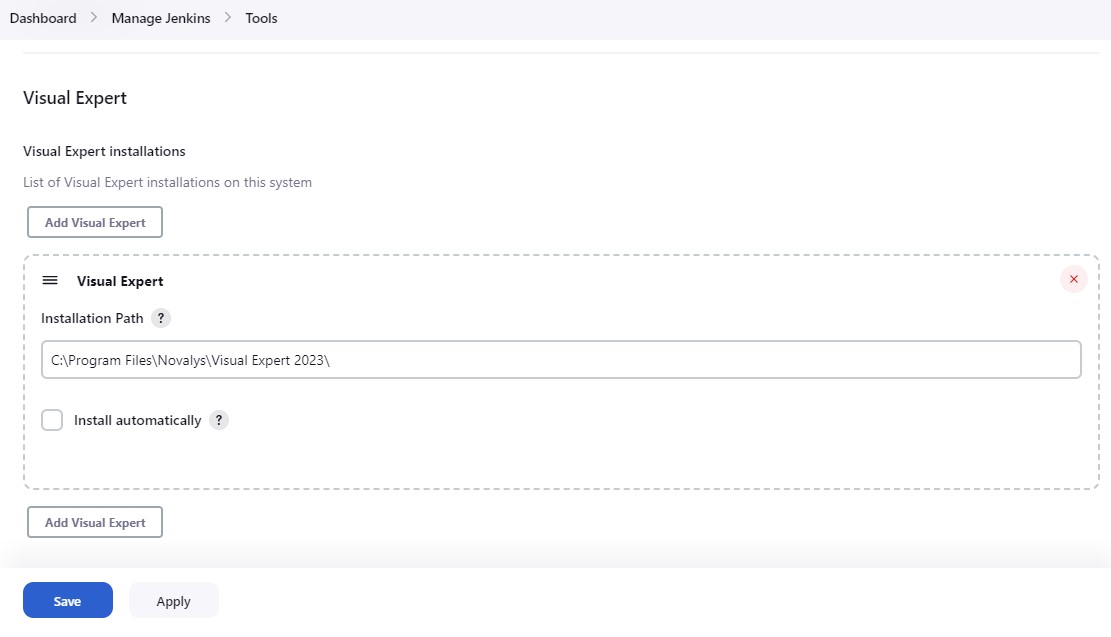 Dashboard > Manage Jenkins > Tools
Visual Expert
Visual Expert installations
List of Visual Expert installations on this system
Add Visual Expert
Visual Expert
Installation Path ?
C:\Program Files\Novalys\Visual Expert 2023\
Install automatically ?
Add Visual Expert
Save Apply